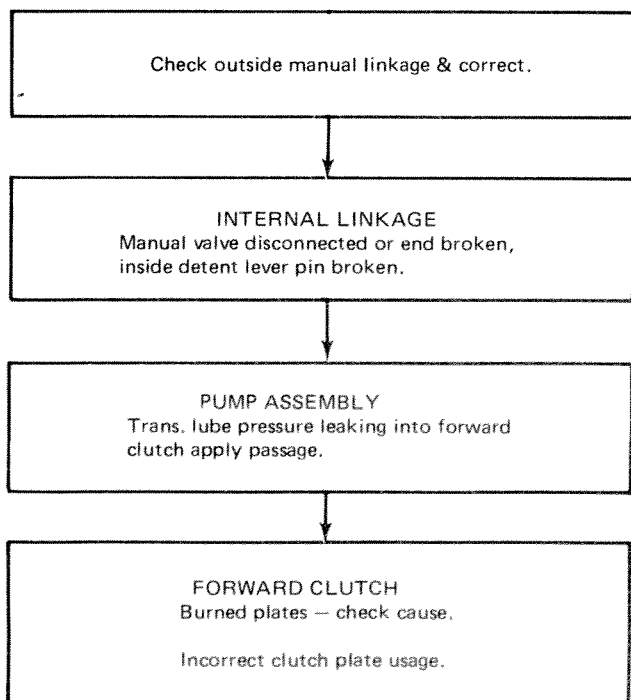 Check outside manual linkage & correct.
INTERNAL LINKAGE
Manual valve disconnected or end broken,
inside detent lever pin broken.
PUMP ASSEMBLY
Trans. lube pressure leaking into forward
clutch apply passage.
FORWARD CLUTCH
Burned plates — check cause.
Incorrect clutch plate usage.